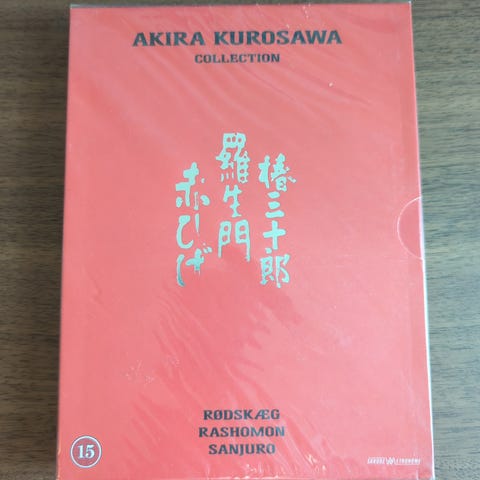 AKIRA KUROSAWA
COLLECTION
椿三十郎
羅生門
赤ひげ
RØDSKÆG
RASHOMON
SANJURO
15